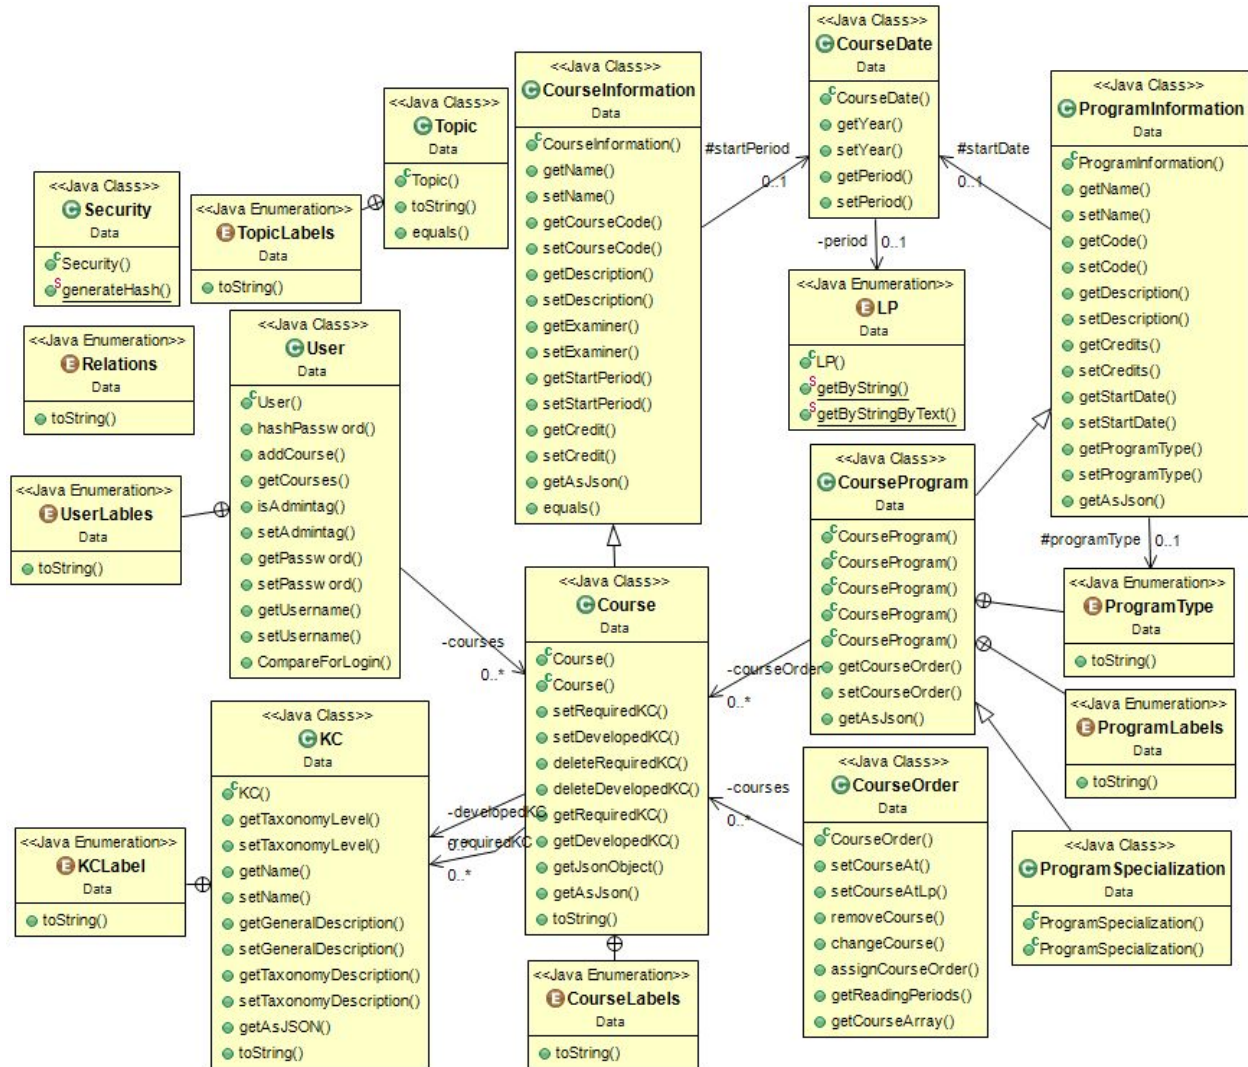 <<Java Class>>
CourseDate
Data
CourseDate()
getYear()
setYear()
getPeriod()
setPeriod()
<<Java Class>>
CourseInformation
Data
CourseInformation()
getName()
setName()
getCourseCode()
setCourseCode()
getDescription()
setDescription()
getExaminer()
setExaminer()
getStartPeriod()
setStartPeriod()
getCredit()
setCredit()
getAsJson()
equals()
<<Java Class>>
ProgramInformation
Data
ProgramInformation()
getName()
setName()
getCode()
setCode()
getDescription()
setDescription()
getCredits()
setCredits()
getStartDate()
setStartDate()
getProgramType()
setProgramType()
getAsJson()
<<Java Class>>
Topic
Data
Topic()
toString()
equals()
#startPeriod
0..1
#startDate
0..1
<<Java Class>>
Security
Data
Security()
generateHash()
<<Java Enumeration>>
TopicLabels
Data
toString()
-period
0..1
<<Java Enumeration>>
LP
Data
LP()
getByString()
getByStringByText()
<<Java Enumeration>>
Relations
Data
toString()
<<Java Class>>
User
Data
User()
hashPassword()
addCourse()
getCourses()
isAdmintag()
setAdmintag()
getPassword()
setPassword()
getUsername()
setUsername()
CompareForLogin()
<<Java Enumeration>>
UserLables
Data
toString()
<<Java Class>>
CourseProgram
Data
CourseProgram()
CourseProgram()
CourseProgram()
CourseProgram()
CourseProgram()
getCourseOrder()
setCourseOrder()
getAsJson()
#programType
0..1
<<Java Enumeration>>
ProgramType
Data
toString()
<<Java Class>>
Course
Data
Course()
Course()
setRequiredKC()
setDevelopedKC()
deleteRequiredKC()
deleteDevelopedKC()
getRequiredKC()
getDevelopedKC()
getJsonObject()
getAsJson()
toString()
-courses
0..*
-courseOrder
0..*
<<Java Enumeration>>
ProgramLabels
Data
toString()
<<Java Class>>
KC
Data
KC()
getTaxonomyLevel()
setTaxonomyLevel()
getName()
setName()
getGeneralDescription()
setGeneralDescription()
getTaxonomyDescription()
setTaxonomyDescription()
getAsJSON()
toString()
-developedKC
-requiredKC
0..*
<<Java Class>>
CourseOrder
Data
CourseOrder()
setCourseAt()
setCourseAtLp()
removeCourse()
changeCourse()
assignCourseOrder()
getReadingPeriods()
getCourseArray()
-courses
0..*
<<Java Enumeration>>
KCLabel
Data
toString()
<<Java Class>>
ProgramSpecialization
Data
ProgramSpecialization()
ProgramSpecialization()
<<Java Enumeration>>
CourseLabels
Data
toString()